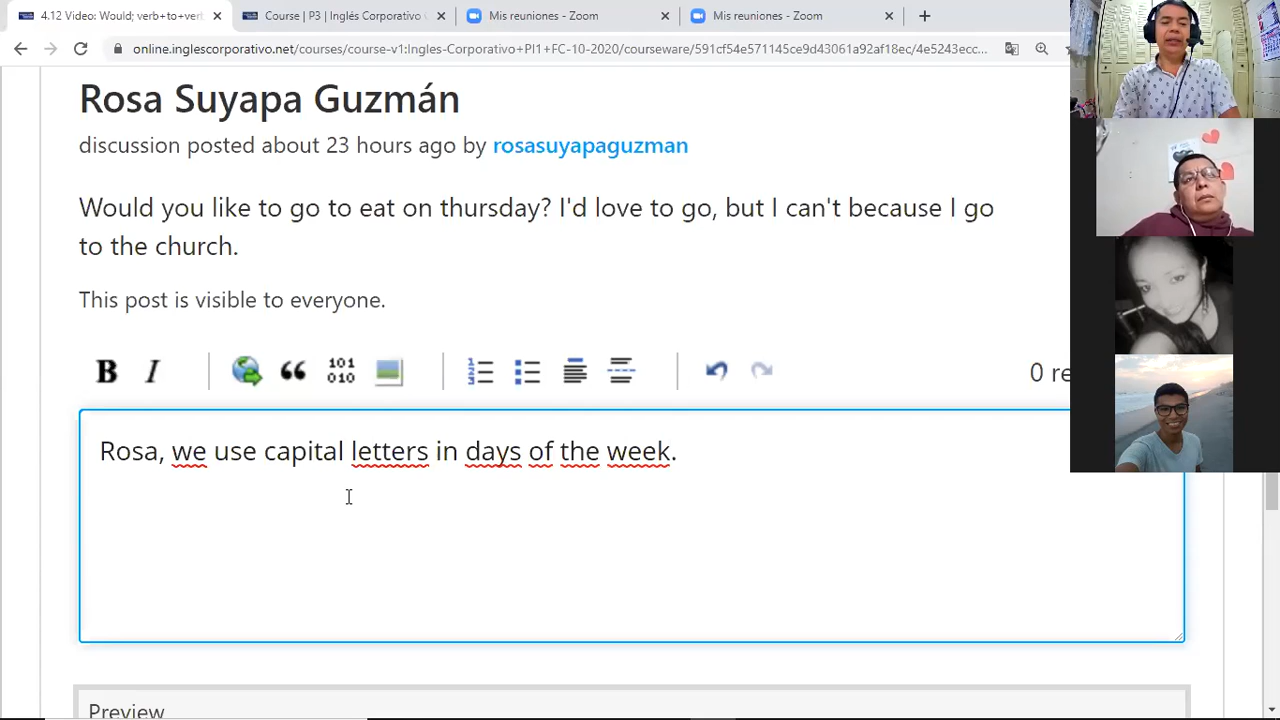 4.12 Video: Would; verb+to+verb
Course | P3 | Inglés Corporativo
Mis reuniones - Zoom
Mis reuniones - Zoom
online.inglescorporativo.net/courses/course-v1:Ingles-Corporativo+PI1+FC-10-2020/courseware/591cf54e571145ce9d43061a92af18ec/4e5243ecc...
Rosa Suyapa Guzmán
discussion posted about 23 hours ago by rosasuyapaguzman
Would you like to go to eat on thursday? I'd love to go, but I can't because I go
to the church.
This post is visible to everyone.
B I
101
010
1
2
3
0 re
Rosa, we use capital letters in days of the week.
Preview